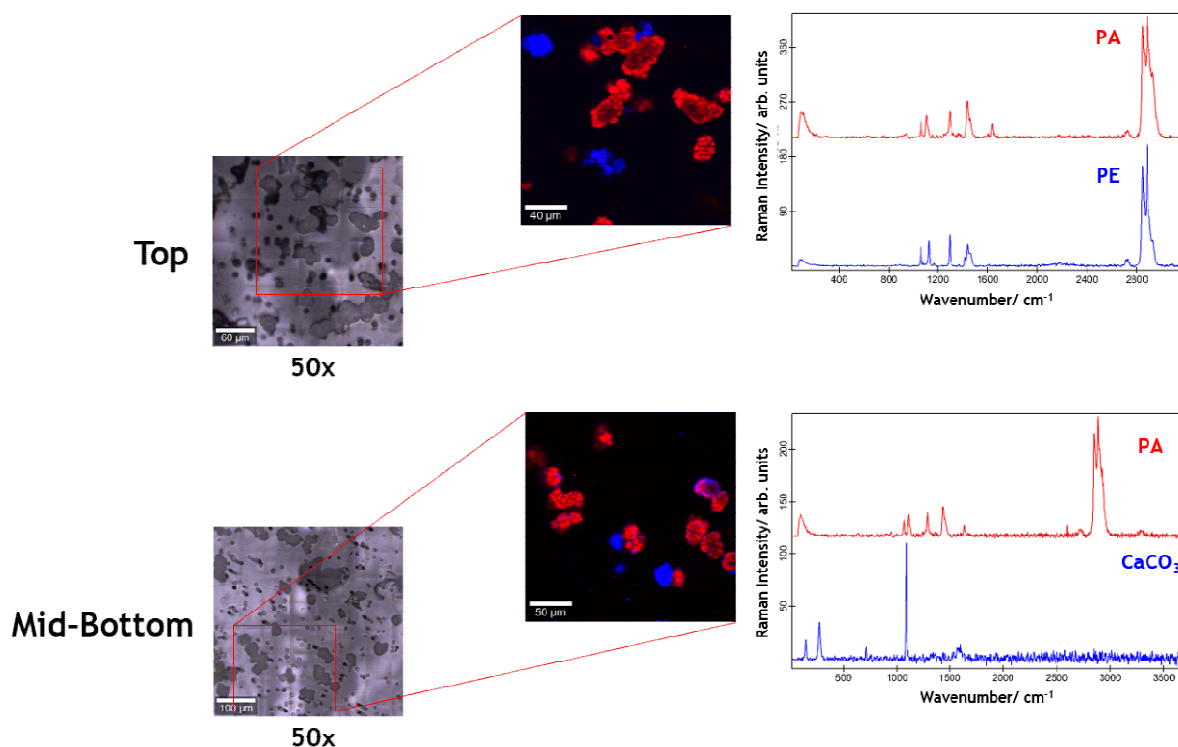 Top
60 µm
50x
40 µm
Raman Intensity/ arb. units
360
270
180
90
PA
PE
400
1200
1600
2000
2400
2800
Wavenumber/ cm-1
Mid-Bottom
100 µm
50x
50 µm
Raman Intensity/ arb. units
200
150
100
50
PA
CaCO3
500
1000
1500
2000
2500
3000
3500
Wavenumber/ cm-1